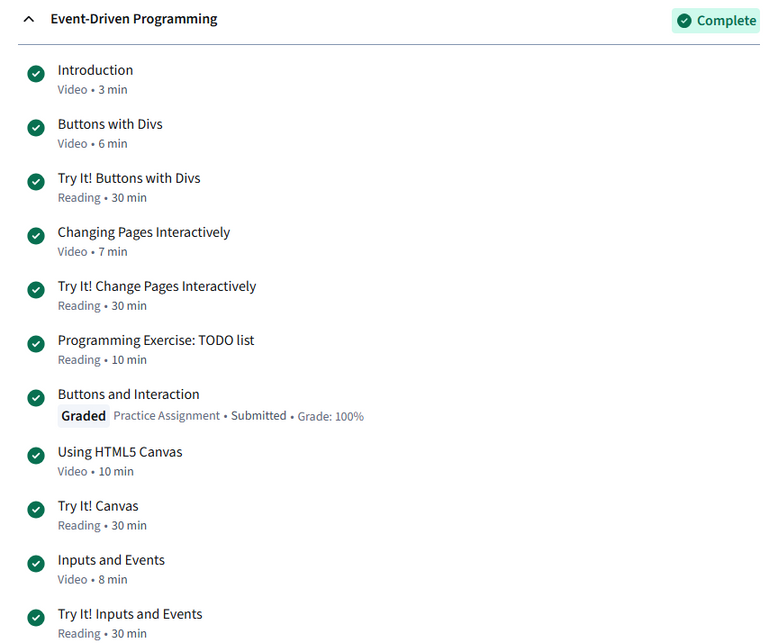 Event-Driven Programming
Complete
Introduction
Video • 3 min
Buttons with Divs
Video • 6 min
Try It! Buttons with Divs
Reading • 30 min
Changing Pages Interactively
Video • 7 min
Try It! Change Pages Interactively
Reading • 30 min
Programming Exercise: TODO list
Reading • 10 min
Buttons and Interaction
Graded Practice Assignment • Submitted • Grade: 100%
Using HTML5 Canvas
Video • 10 min
Try It! Canvas
Reading • 30 min
Inputs and Events
Video • 8 min
Try It! Inputs and Events
Reading • 30 min